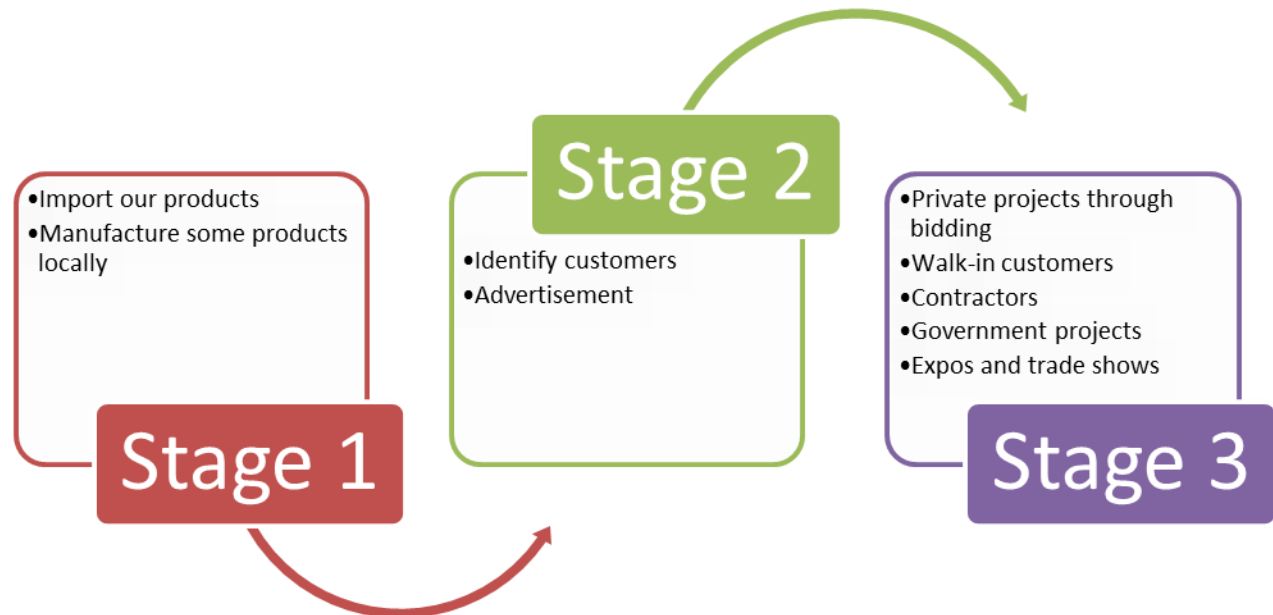 •Import our products
•Manufacture some products
locally
Stage 1
Stage 2
•Identify customers
•Advertisement
•Private projects through
bidding
•Walk-in customers
•Contractors
•Government projects
•Expos and trade shows
Stage 3